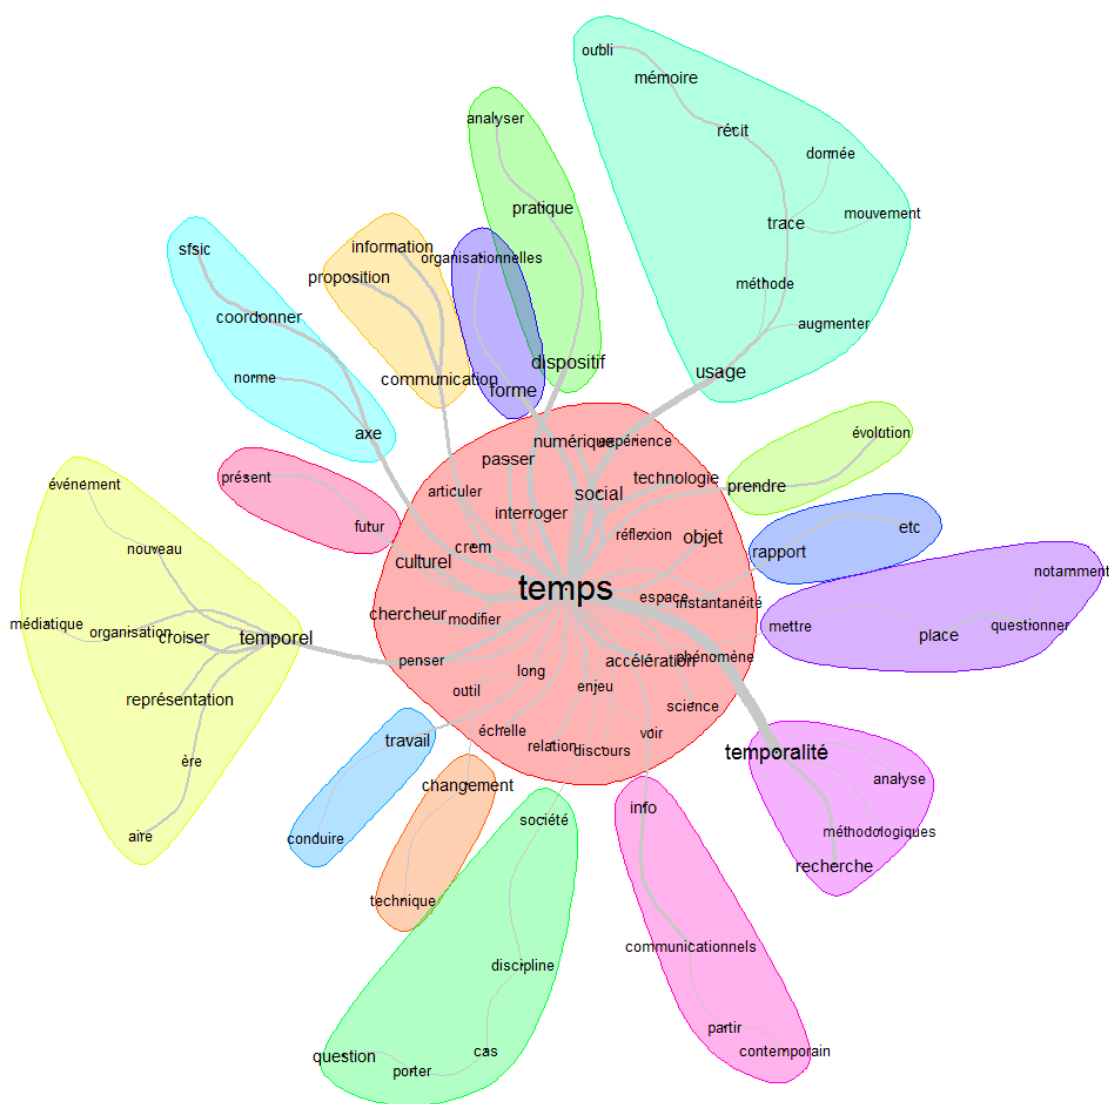 oubli
mémoire
récit
donnée
trace
mouvement
méthode
augmenter
usage
analyser
pratique
dispositif
organisationnelles
forme
information
proposition
communication
sfsic
coordonner
norme
axe
présent
futur
événement
nouveau
médiatique
organisation
croiser
temporel
représentation
ère
aire
numérique
expérience
passer
technologie
articuler
social
interroger
réflexion
objet
crem
culturel
temps
espace
instantanéité
chercheur
modifier
penser
accélération
phénomène
long
outil
enjeu
science
échelle
relation
discours
voir
évolution
prendre
etc
rapport
notamment
mettre
place
questionner
temporalité
analyse
méthodologiques
recherche
travail
conduire
changement
technique
société
discipline
cas
question
porter
info
communicationnels
partir
contemporain